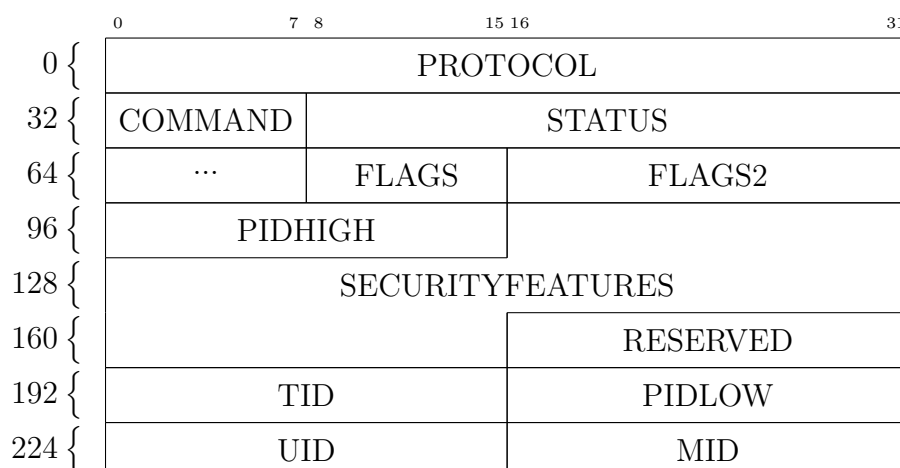 0 7 8 15 16 31
0 { PROTOCOL
32 { COMMAND STATUS
64 { ... FLAGS FLAGS2
96 { PIDHIGH
128 { SECURITYFEATURES
160 { RESERVED
192 { TID PIDLOW
224 { UID MID